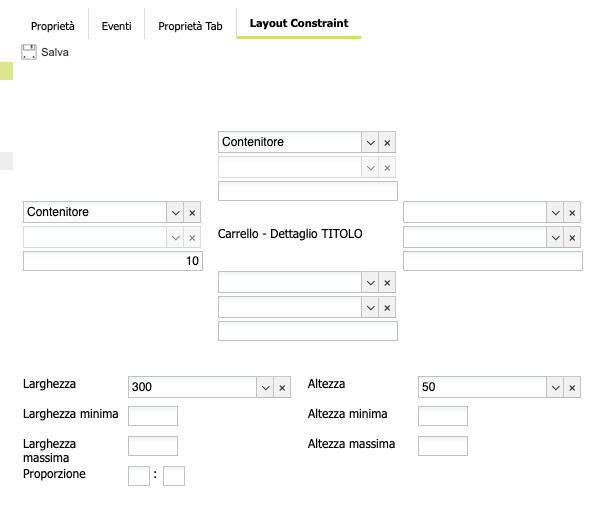 Proprietà Eventi Proprietà Tab Layout Constraint
Salva
Contenitore
Contenitore
Carrello - Dettaglio TITOLO
10
Larghezza 300 Altezza 50
Larghezza minima Altezza minima
Larghezza massima Altezza massima
Proporzione :